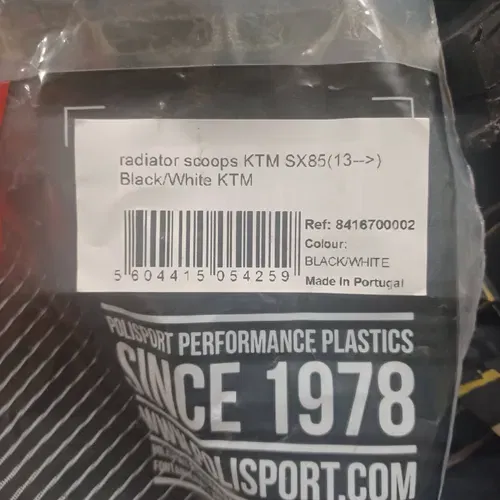 radiator scoops KTM SX85(13-->)
Black/White KTM
Ref: 8416700002
Colour:
BLACK/WHITE
Made in Portugal
5 604415 054259
POLISPORT PERFORMANCE PLASTICS
SINCE 1978
WWW.POLISPORT.COM